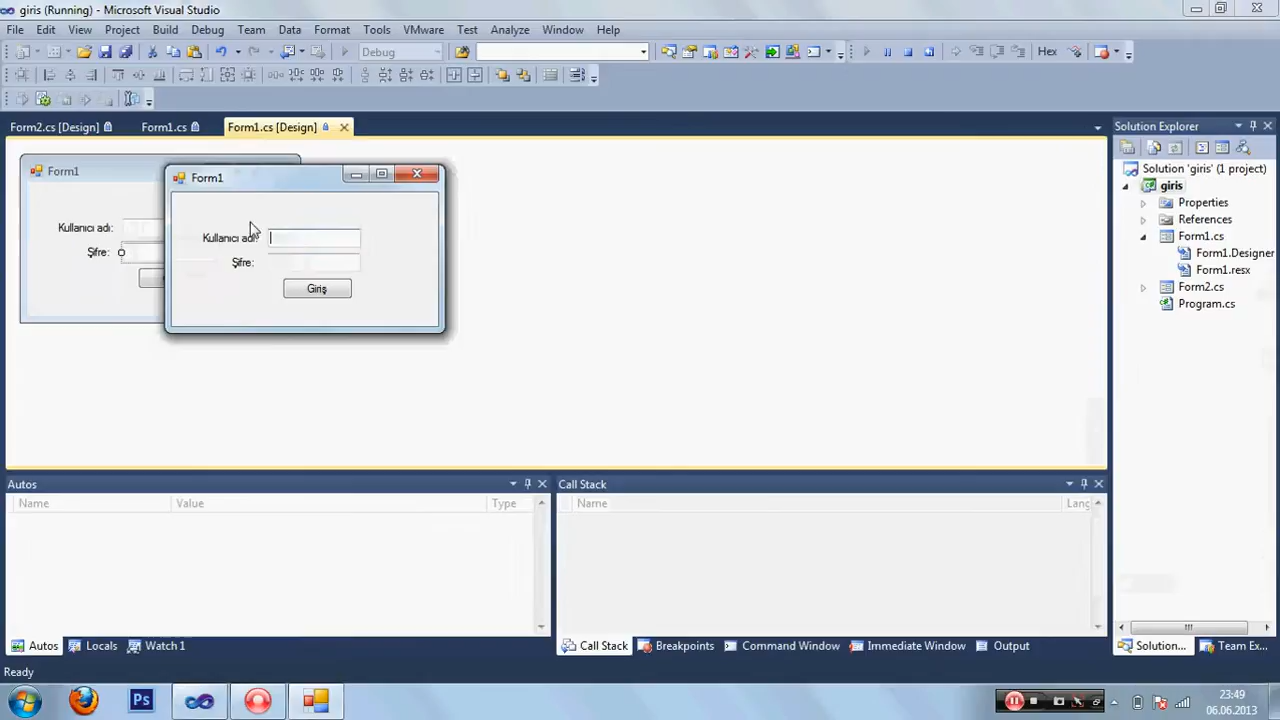 giris (Running) - Microsoft Visual Studio
File Edit View Project Build Debug Team Data Format Tools VMware Test Analyze Window Help
Debug
Hex
Form2.cs [Design] Form1.cs Form1.cs [Design]
Solution Explorer
Solution 'giris' (1 project)
giris
Properties
References
Form1.cs
Form1.Designer
Form1.resx
Form2.cs
Program.cs
Form1
Kullanıcı adı:
Şifre:
Form1
Kullanıcı adı:
Şifre:
Giriş
Autos
Name Value Type
Call Stack
Name Lang
Autos Locals Watch 1
Call Stack Breakpoints Command Window Immediate Window Output
Solution... Team Ex...
Ready
Ps
23:49
06.06.2013